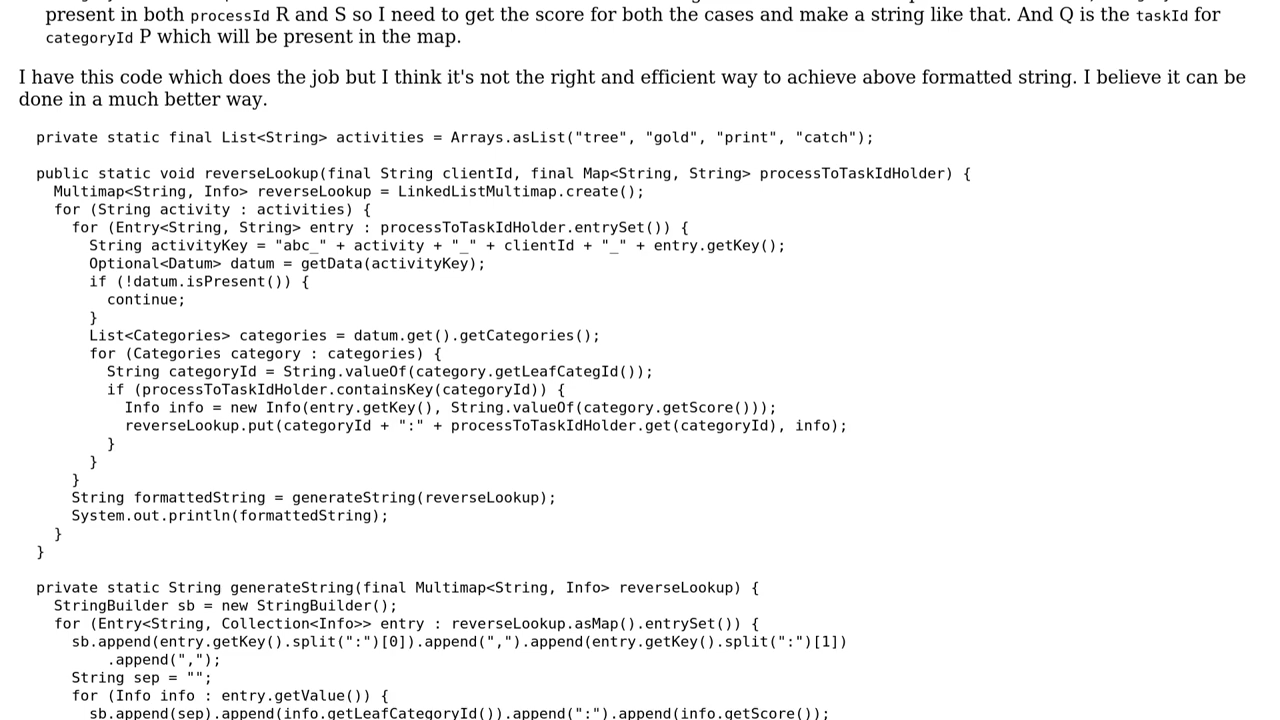 present in both processId R and S so I need to get the score for both the cases and make a string like that. And Q is the taskId for
categoryId P which will be present in the map.
I have this code which does the job but I think it's not the right and efficient way to achieve above formatted string. I believe it can be
done in a much better way.
private static final List<String> activities = Arrays.asList("tree", "gold", "print", "catch");
public static void reverseLookup(final String clientId, final Map<String, String> processToTaskIdHolder) {
Multimap<String, Info> reverseLookup = LinkedListMultimap.create();
for (String activity : activities) {
for (Entry<String, String> entry : processToTaskIdHolder.entrySet()) {
String activityKey = "abc_" + activity + "_" + clientId + "_" + entry.getKey();
Optional<Datum> datum = getData(activityKey);
if (!datum.isPresent()) {
continue;
}
List<Categories> categories = datum.get().getCategories();
for (Categories category : categories) {
String categoryId = String.valueOf(category.getLeafCategId());
if (processToTaskIdHolder.containsKey(categoryId)) {
Info info = new Info(entry.getKey(), String.valueOf(category.getScore()));
reverseLookup.put(categoryId + ":" + processToTaskIdHolder.get(categoryId), info);
}
}
}
String formattedString = generateString(reverseLookup);
System.out.println(formattedString);
}
}
private static String generateString(final Multimap<String, Info> reverseLookup) {
StringBuilder sb = new StringBuilder();
for (Entry<String, Collection<Info>> entry : reverseLookup.asMap().entrySet()) {
sb.append(entry.getKey().split(":")[0]).append(",").append(entry.getKey().split(":")[1])
.append(",");
String sep = "";
for (Info info : entry.getValue()) {
sb.append(sep).append(info.getLeafCategoryId()).append(":").append(info.getScore());